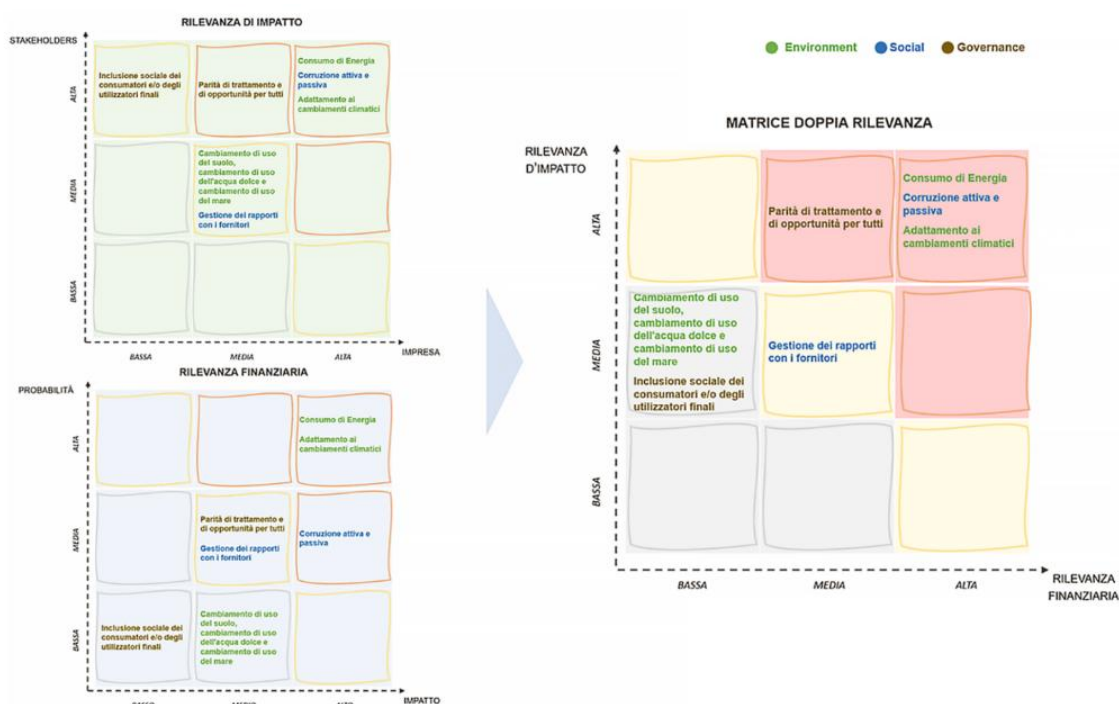 RILEVANZA DI IMPATTO
STAKEHOLDERS
ALTA
Inclusione sociale dei
consumatori e/o degli
utilizzatori finali
Parità di trattamento e
di opportunità per tutti
Consumo di Energia
Corruzione attiva e
passiva
Adattamento ai
cambiamenti climatici
MEDIA
Cambiamento di uso
del suolo,
cambiamento di uso
dell'acqua dolce e
cambiamento di uso
del mare
Gestione dei rapporti
con i fornitori
BASSA
BASSA
MEDIA
ALTA
IMPRESA
RILEVANZA FINANZIARIA
PROBABILITÀ
ALTA
Consumo di Energia
Adattamento ai
cambiamenti climatici
MEDIA
Parità di trattamento e
di opportunità per tutti
Gestione dei rapporti
con i fornitori
Corruzione attiva e
passiva
BASSA
Inclusione sociale dei
consumatori e/o degli
utilizzatori finali
Cambiamento di uso
del suolo,
cambiamento di uso
dell'acqua dolce e
cambiamento di uso
del mare
BASSO
MEDIO
ALTO
IMPATTO
Environment
Social
Governance
MATRICE DOPPIA RILEVANZA
RILEVANZA
D'IMPATTO
ALTA
Parità di trattamento e
di opportunità per tutti
Consumo di Energia
Corruzione attiva e
passiva
Adattamento ai
cambiamenti climatici
MEDIA
Cambiamento di uso
del suolo,
cambiamento di uso
dell'acqua dolce e
cambiamento di uso
del mare
Inclusione sociale dei
consumatori e/o degli
utilizzatori finali
Gestione dei rapporti
con i fornitori
BASSA
BASSA
MEDIA
ALTA
RILEVANZA
FINANZIARIA